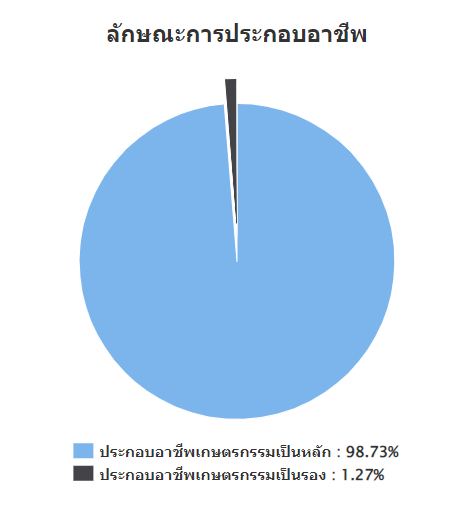 ลักษณะการประกอบอาชีพ
ประกอบอาชีพเกษตรกรรมเป็นหลัก : 98.73%
ประกอบอาชีพเกษตรกรรมเป็นรอง : 1.27%